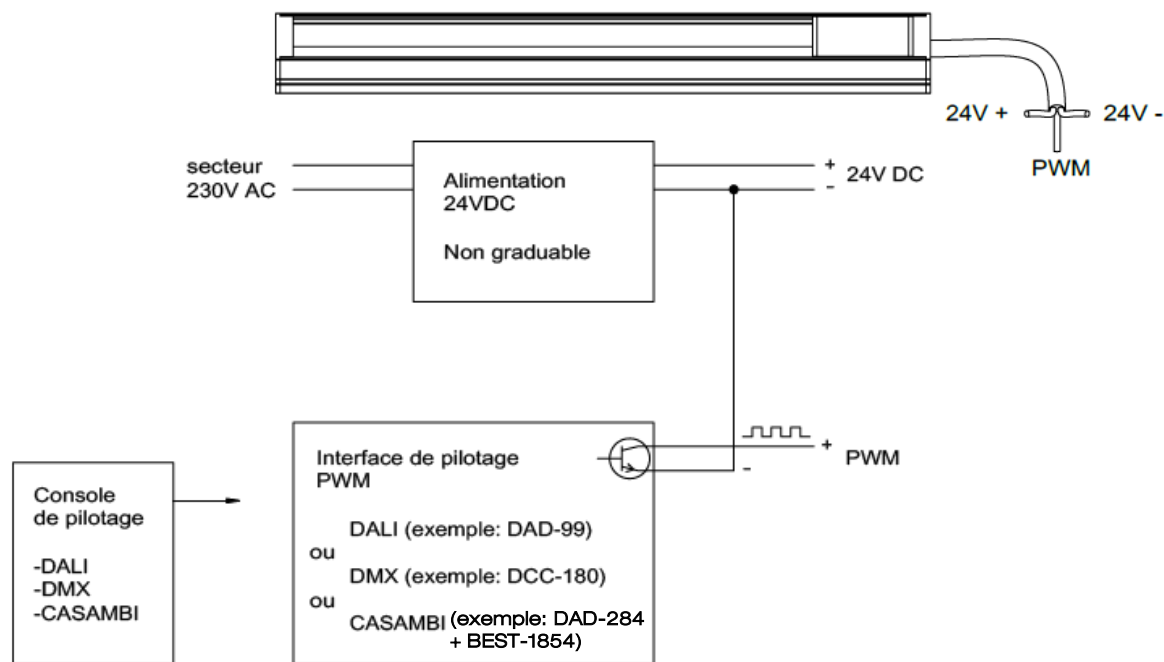 24V +
24V -
PWM
secteur
230V AC
Alimentation
24VDC
Non graduable
+
24V DC
-
Interface de pilotage
PWM
DALI (exemple: DAD-99)
ou
DMX (exemple: DCC-180)
ou
CASAMBI (exemple: DAD-284
+ BEST-1854)
+
PWM
-
Console
de pilotage
-DALI
-DMX
-CASAMBI